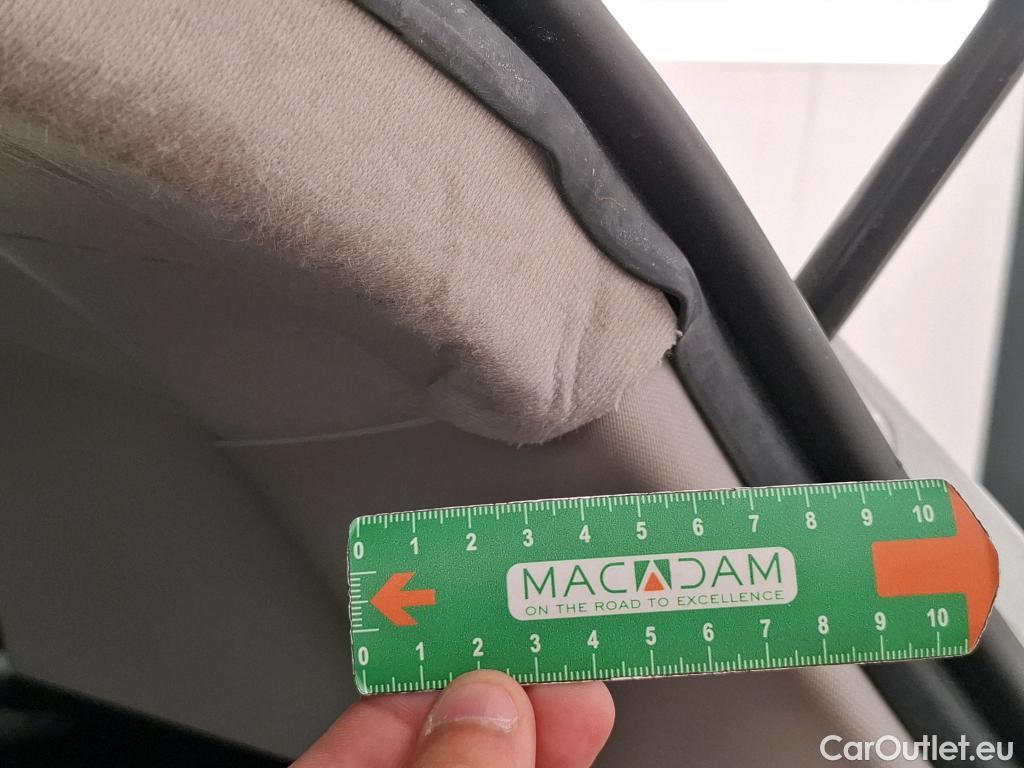 0 1 2 3 4 5 6 7 8 9 10
MACADAM
ON THE ROAD TO EXCELLENCE
0 1 2 3 4 5 6 7 8 9 10
CarOutlet.eu